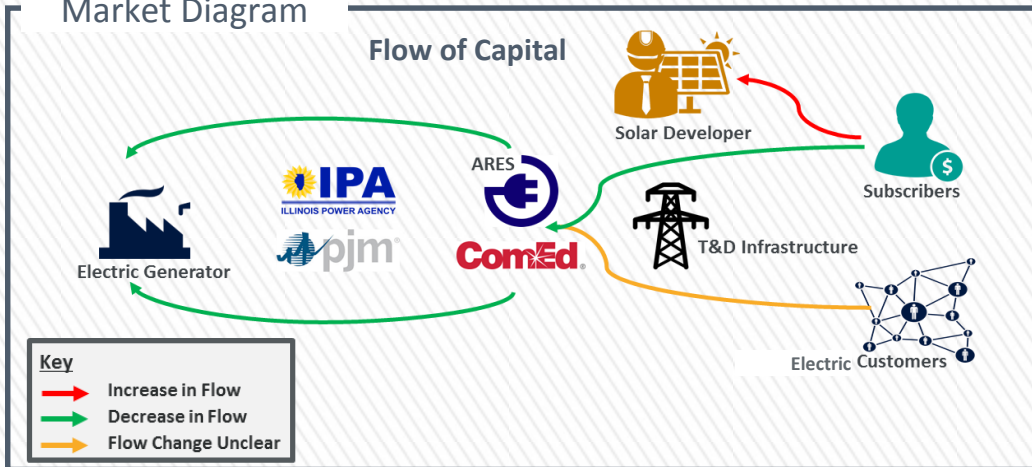 Market Diagram
Flow of Capital
Solar Developer
ARES
IPA
ILLINOIS POWER AGENCY
$
Subscribers
pjm®
ComEd®
T&D Infrastructure
Electric Generator
Electric Customers
Key
Increase in Flow
Decrease in Flow
Flow Change Unclear